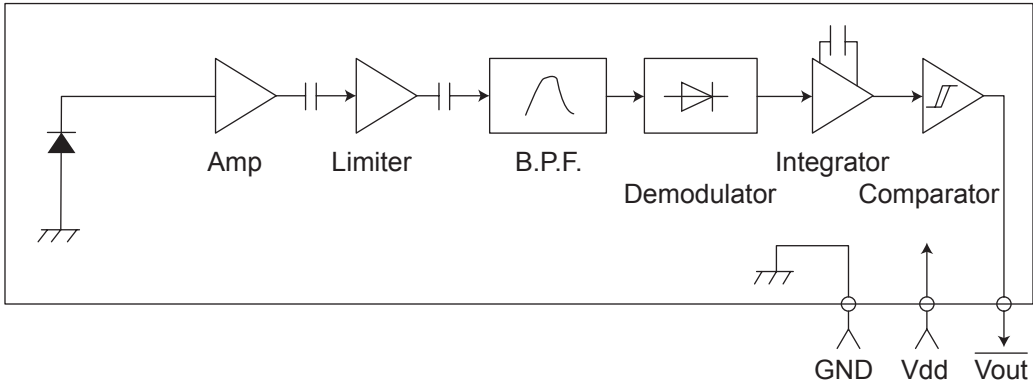 Amp
Limiter
B.P.F.
Demodulator
Integrator
Comparator
GND
Vdd
Vout